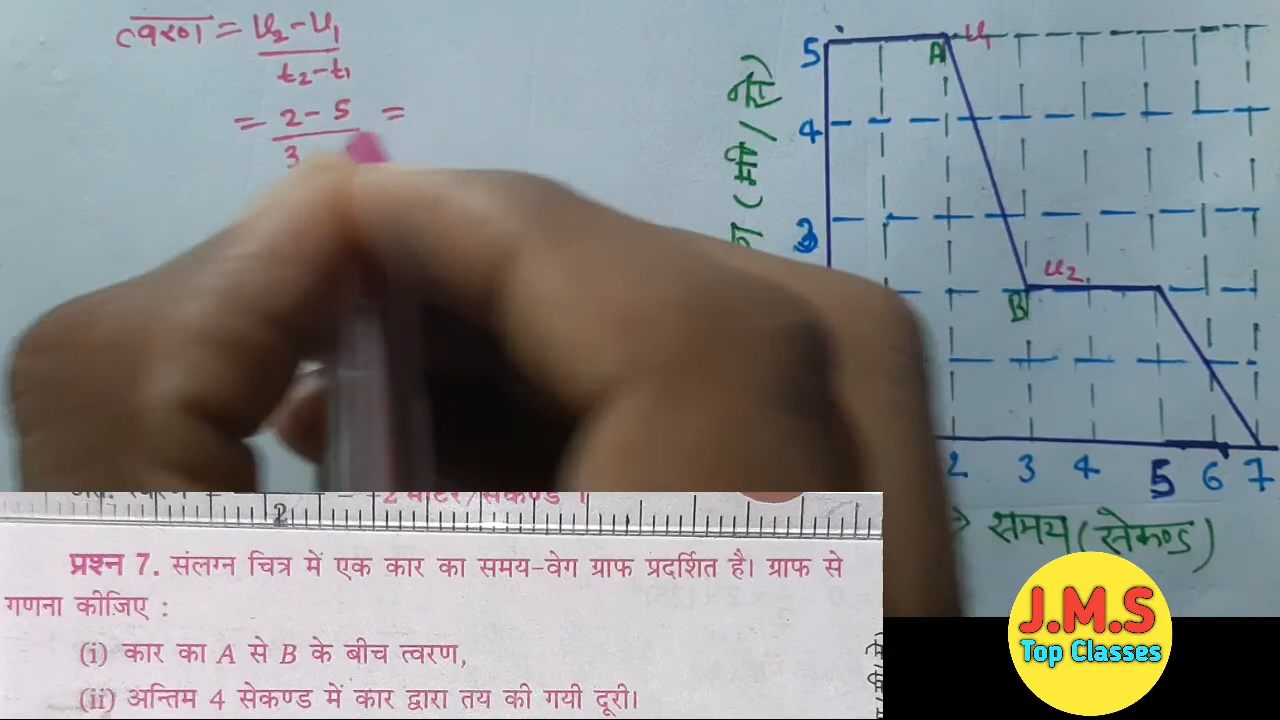 त्वरण = u₂-u₁
t₂-t₁
= 2-5 =
3
5
4
3
(मी / से)
A u₁
B u₂
2 3 4 5 6 7
समय (सेकण्ड)
2
प्रश्न 7. संलग्न चित्र में एक कार का समय-वेग ग्राफ प्रदर्शित है। ग्राफ से
गणना कीजिए :
(i) कार का A से B के बीच त्वरण,
(ii) अन्तिम 4 सेकण्ड में कार द्वारा तय की गयी दूरी।
J.M.S
Top Classes